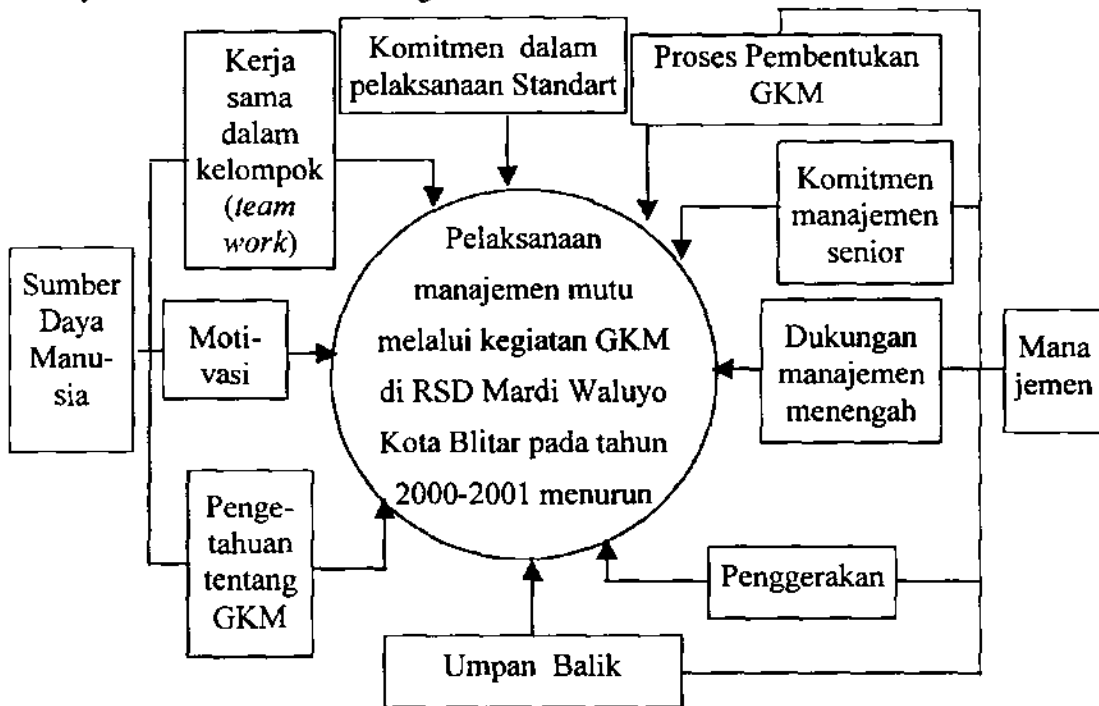 Kerja
sama
dalam
kelompok
(team
work)
Komitmen dalam
pelaksanaan Standart
Proses Pembentukan
GKM
Komitmen
manajemen
senior
Sumber
Daya
Manu-
sia
Moti-
vasi
Pelaksanaan
manajemen mutu
melalui kegiatan GKM
di RSD Mardi Waluyo
Kota Blitar pada tahun
2000-2001 menurun
Dukungan
manajemen
menengah
Mana
jemen
Penge-
tahuan
tentang
GKM
Penggerakan
Umpan Balik